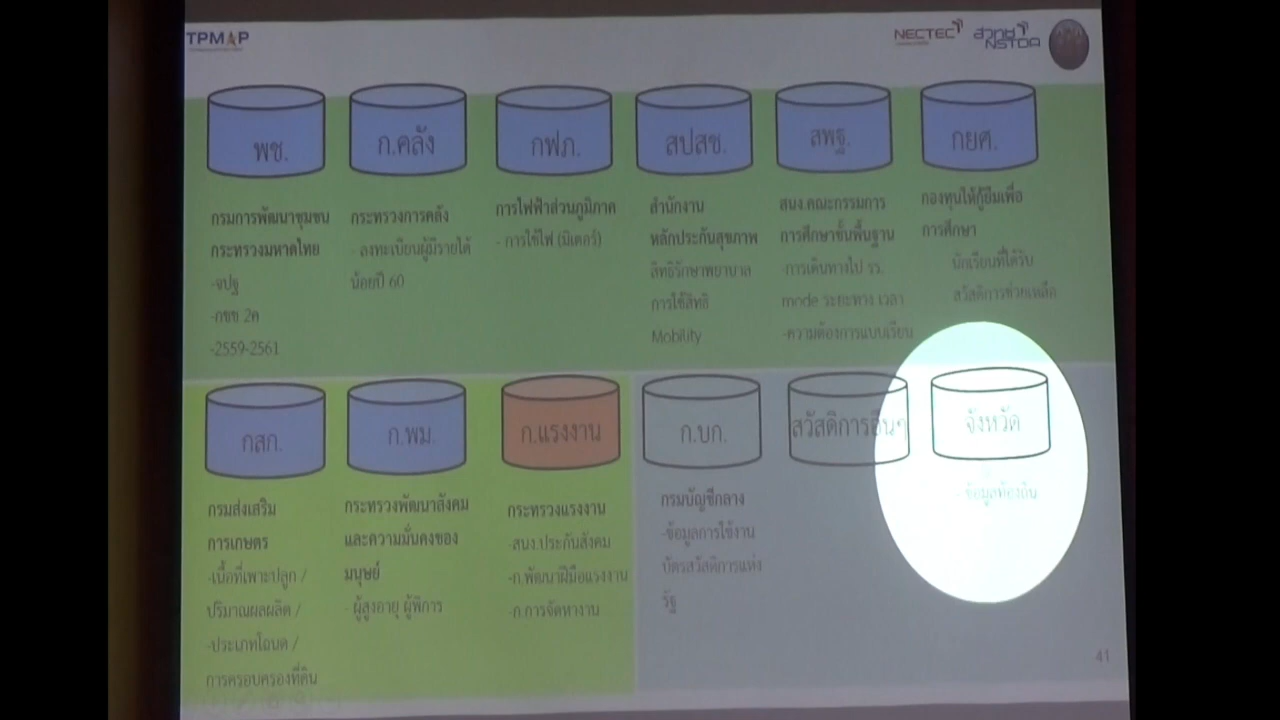 TPMAP
NECTEC
สวทช
NSTDA
พช.
ก.คลัง
กฟภ.
สปสช.
สพฐ.
กยศ.
กรมการพัฒนาชุมชน
กระทรวงมหาดไทย
-จปฐ
-กชช 2ค
-2559-2561
กระทรวงการคลัง
- ลงทะเบียนผู้มีรายได้
น้อยปี 60
การไฟฟ้าส่วนภูมิภาค
- การใช้ไฟ (มิเตอร์)
สำนักงาน
หลักประกันสุขภาพ
สิทธิรักษาพยาบาล
การใช้สิทธิ
Mobility
สนง.คณะกรรมการ
การศึกษาขั้นพื้นฐาน
-การเดินทางไป รร.
mode ระยะทาง เวลา
-ความต้องการแบบเรียน
กองทุนให้กู้ยืมเพื่อ
การศึกษา
นักเรียนที่ได้รับ
สวัสดิการช่วยเหลือ
กสก.
ก.พม.
ก.แรงงาน
ก.บก.
สวัสดิการอื่นๆ
จังหวัด
กรมส่งเสริม
การเกษตร
-เนื้อที่เพาะปลูก /
ปริมาณผลผลิต /
-ประเภทโฉนด /
การครอบครองที่ดิน
กระทรวงพัฒนาสังคม
และความมั่นคงของ
มนุษย์
- ผู้สูงอายุ ผู้พิการ
กระทรวงแรงงาน
-สนง.ประกันสังคม
-ก.พัฒนาฝีมือแรงงาน
-ก.การจัดหางาน
กรมบัญชีกลาง
-ข้อมูลการใช้งาน
บัตรสวัสดิการแห่ง
รัฐ
- ข้อมูลท้องถิ่น
41